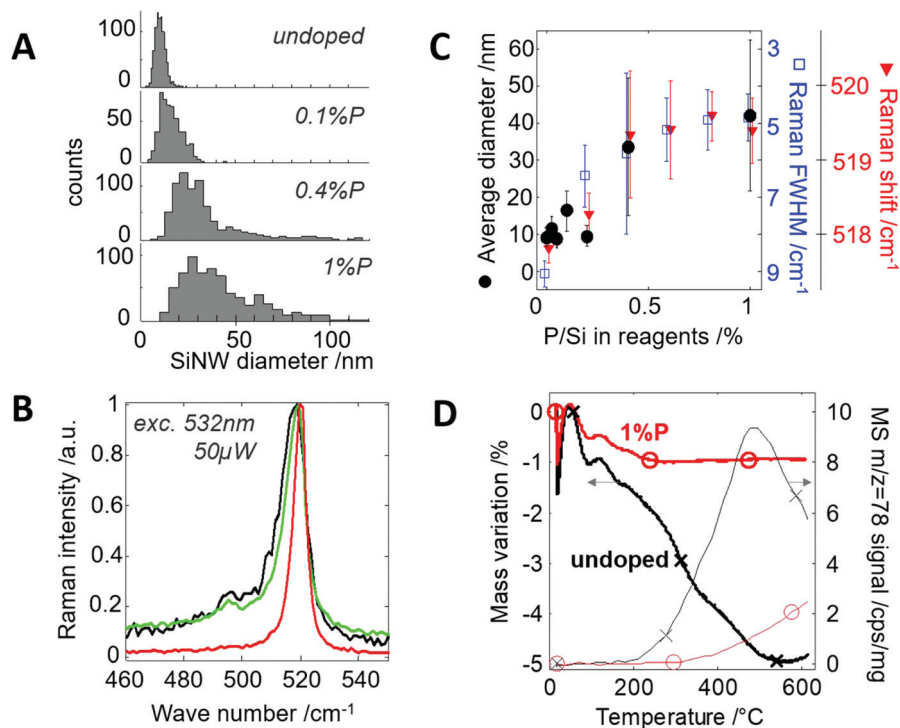 A
undoped
100
0
0.1%P
50
0
0.4%P
100
0
1%P
100
0
counts
0 50 100
SiNW diameter /nm
C
60
50
40
30
20
10
0
Average diameter /nm
0 0.5 1
P/Si in reagents /%
3
5
7
9
Raman FWHM /cm-1
520
519
518
Raman shift /cm-1
B
exc. 532nm
50µW
1
0.8
0.6
0.4
0.2
0
Raman intensity /a.u.
460 480 500 520 540
Wave number /cm-1
D
1%P
undoped
0
-1
-2
-3
-4
-5
Mass variation /%
0 200 400 600
Temperature /°C
10
8
6
4
2
0
MS m/z=78 signal /cps/mg